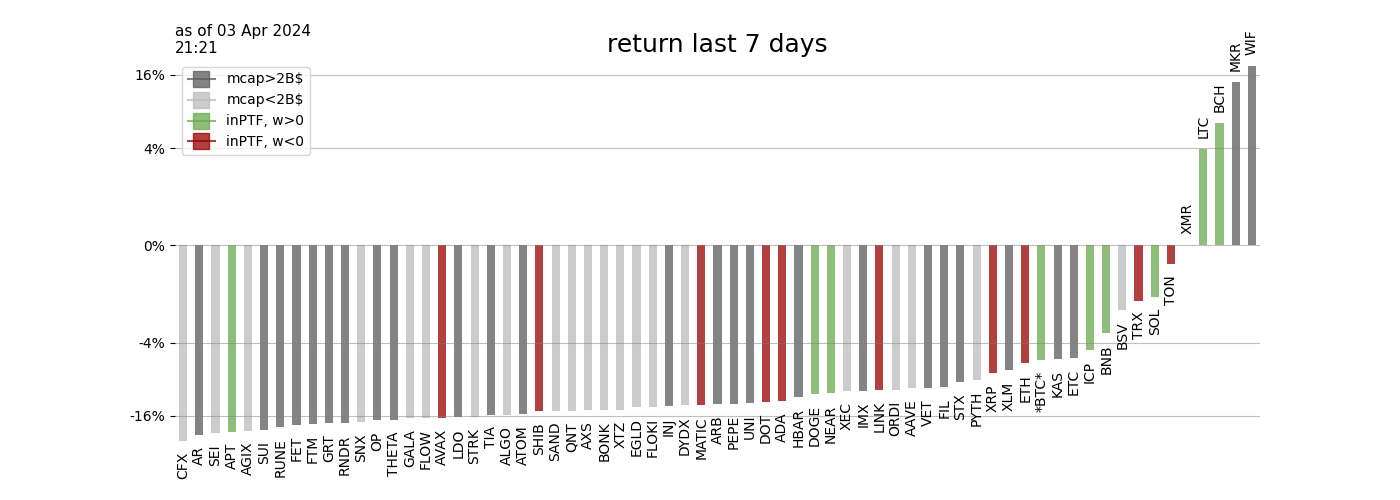 as of 03 Apr 2024
21:21
return last 7 days
mcap>2B$
mcap<2B$
inPTF, w>0
inPTF, w<0
16%
4%
0%
-4%
-16%
CFX
AR
SEI
APT
AGIX
SUI
RUNE
FET
FTM
GRT
RNDR
SNX
OP
THETA
GALA
FLOW
AVAX
LDO
STRK
TIA
ALGO
ATOM
SHIB
SAND
QNT
AXS
BONK
XTZ
EGLD
FLOKI
INJ
DYDX
MATIC
ARB
PEPE
UNI
DOT
ADA
HBAR
DOGE
NEAR
XEC
IMX
LINK
ORDI
AAVE
VET
FIL
STX
PYTH
XRP
XLM
ETH
*BTC*
KAS
ETC
ICP
BNB
BSV
TRX
SOL
TON
XMR
LTC
BCH
MKR
WIF